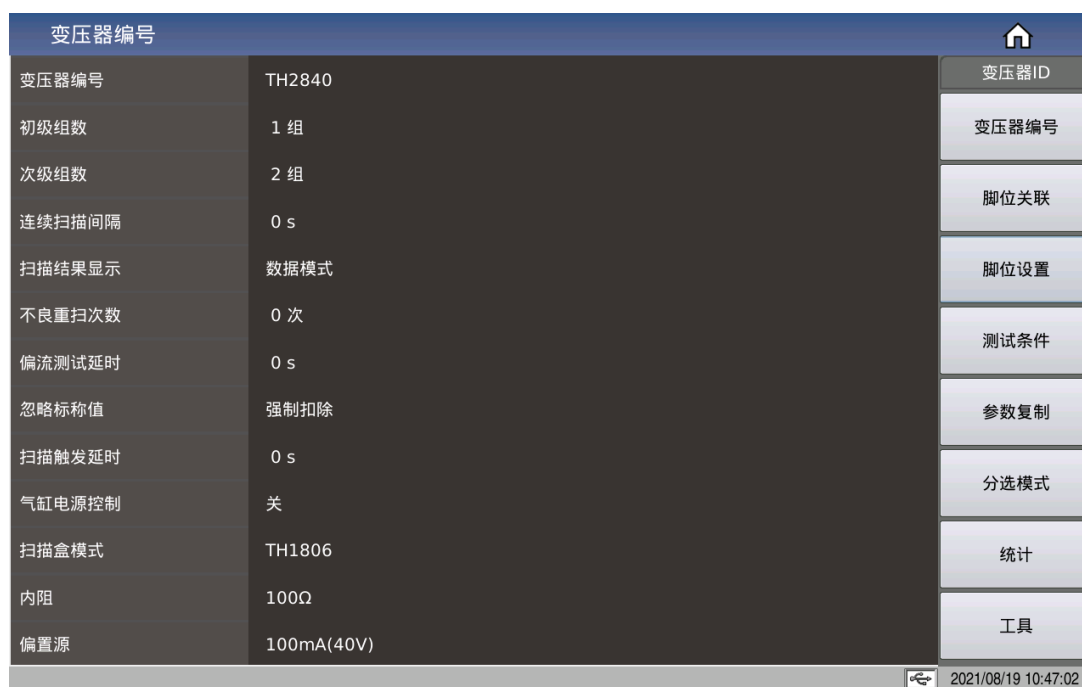 变压器编号
变压器编号 TH2840
初级组数 1 组
次级组数 2 组
连续扫描间隔 0 s
扫描结果显示 数据模式
不良重扫次数 0 次
偏流测试延时 0 s
忽略标称值 强制扣除
扫描触发延时 0 s
气缸电源控制 关
扫描盒模式 TH1806
内阻 100Ω
偏置源 100mA(40V)
变压器ID
变压器编号
脚位关联
脚位设置
测试条件
参数复制
分选模式
统计
工具
2021/08/19 10:47:02